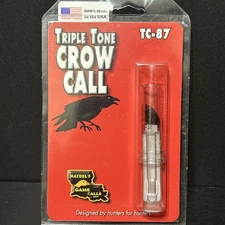 100% Made in
the USA
TRIPLE TONE
CROW
CALL
TC-87
HAYDEL'S
GAME
CALLS
Designed by hunters for hunters